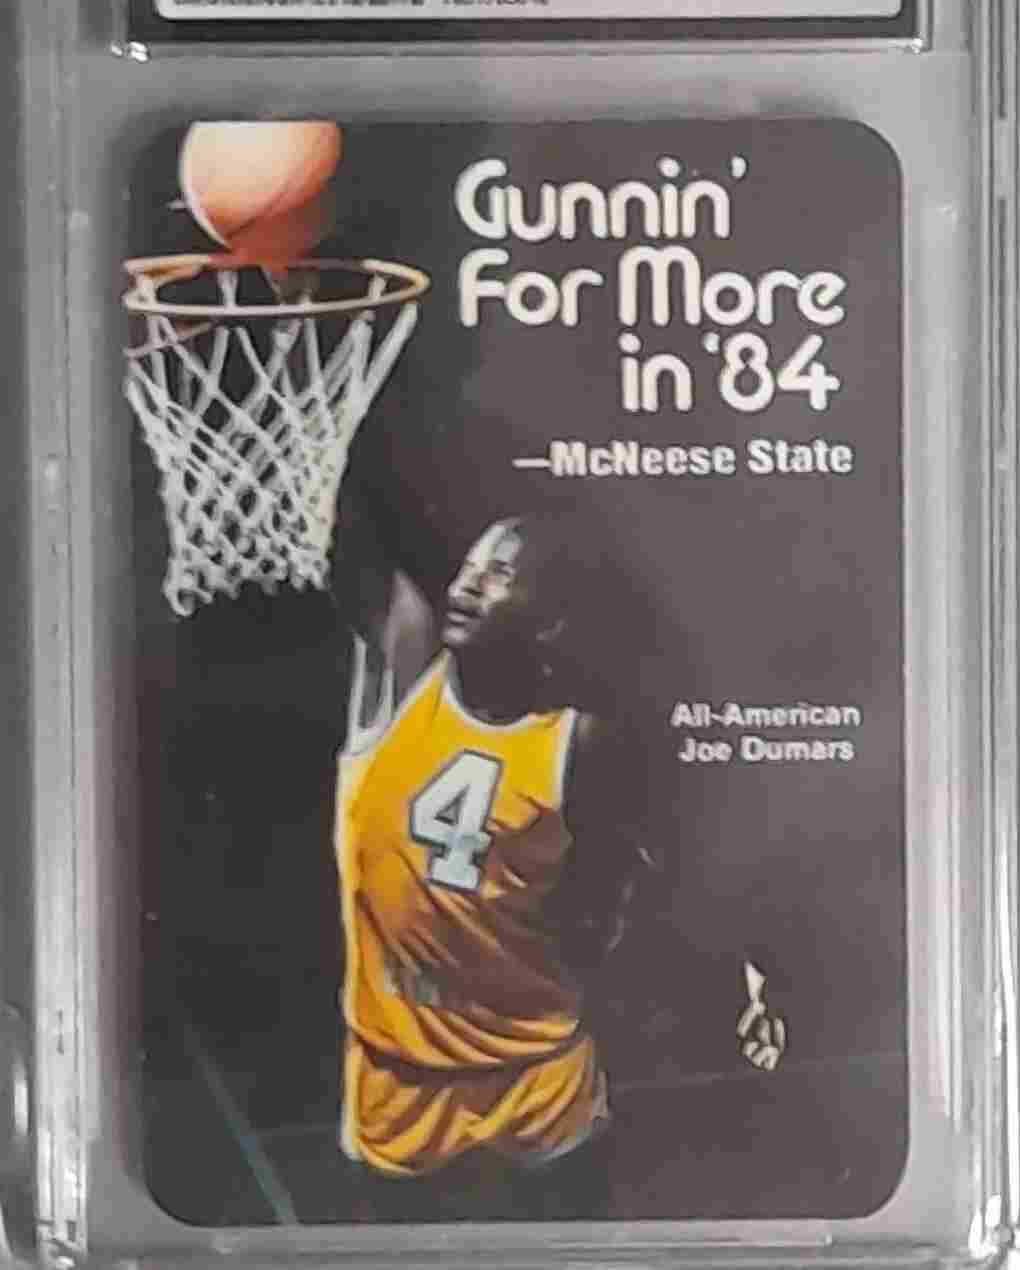 Gunnin'
For More
in '84
—McNeese State
All-American
Joe Dumars
4